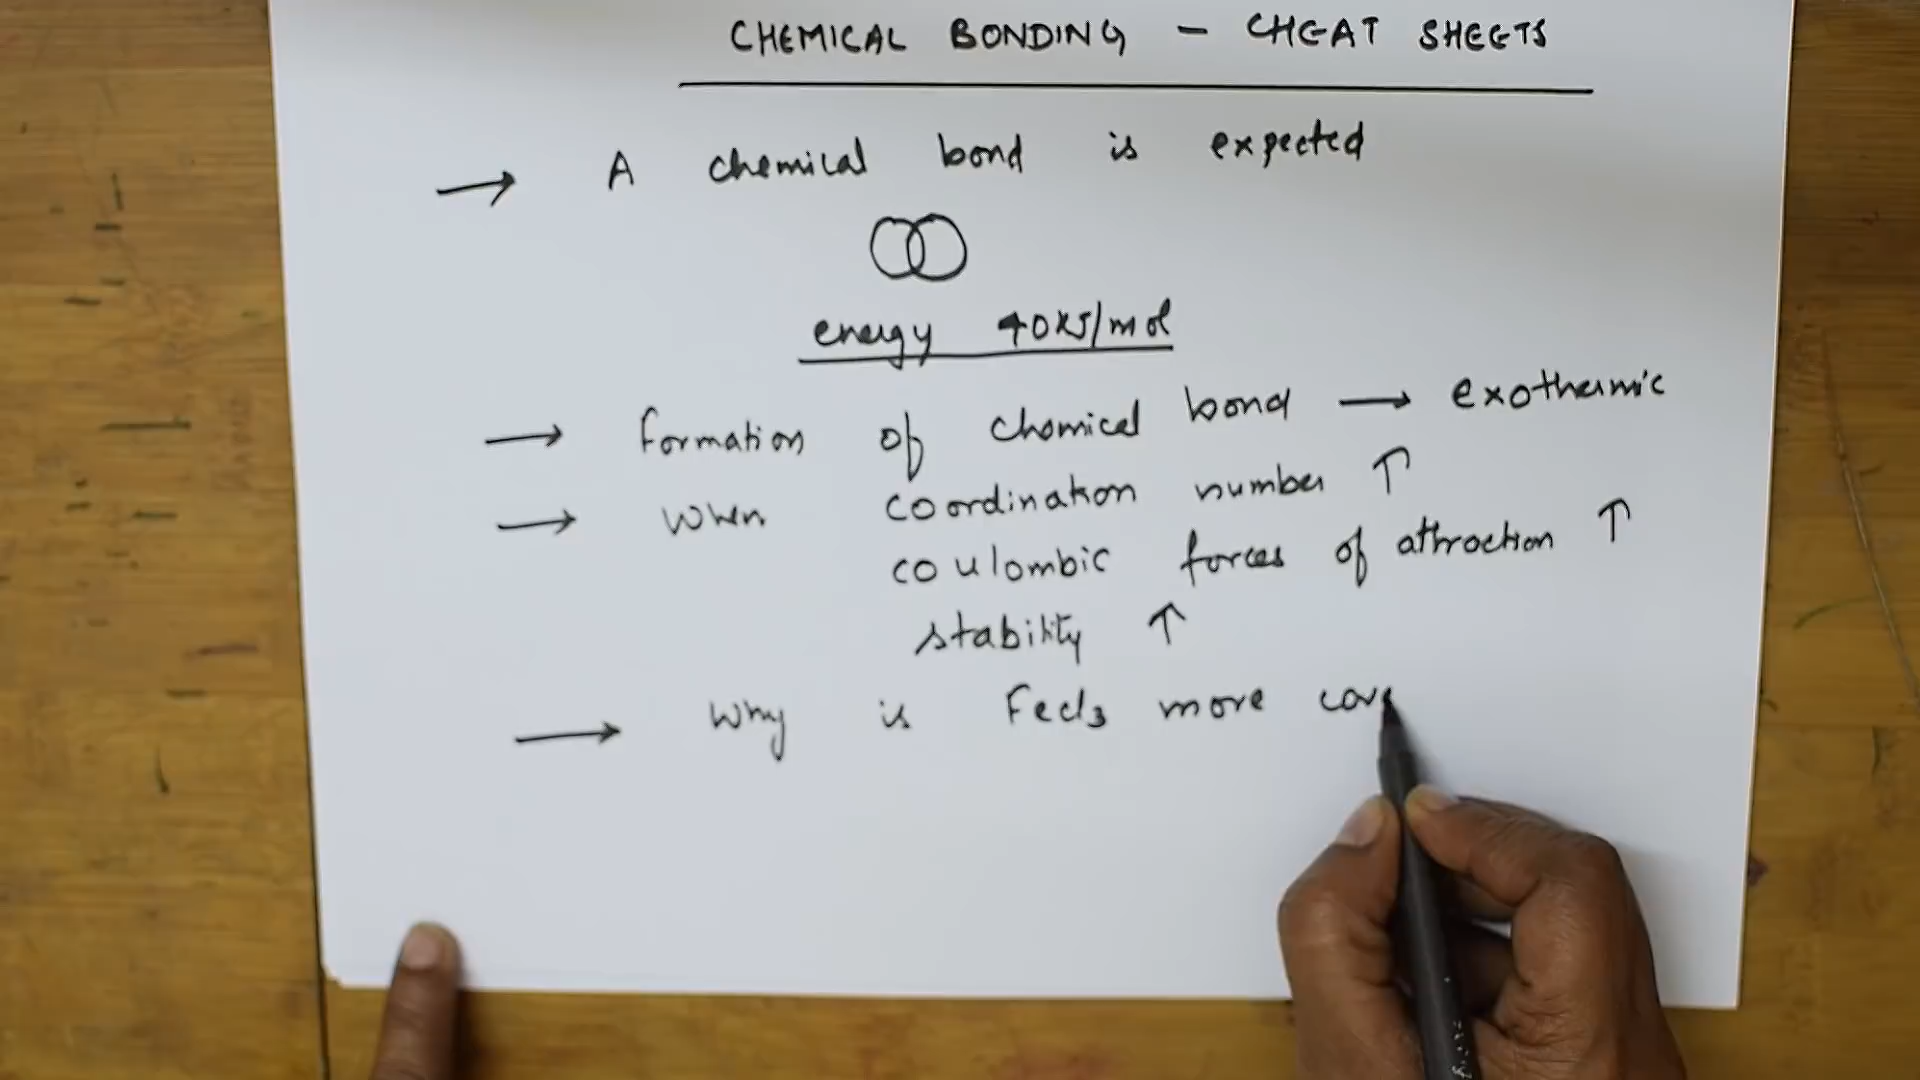 CHEMICAL BONDING - CHEAT SHEETS
→ A chemical bond is expected
energy 40KJ/mol
→ Formation of chemical bond → exothermic
→ When coordination number ↑
coulombic forces of attraction ↑
stability ↑
→ Why is Fecl3 more cove